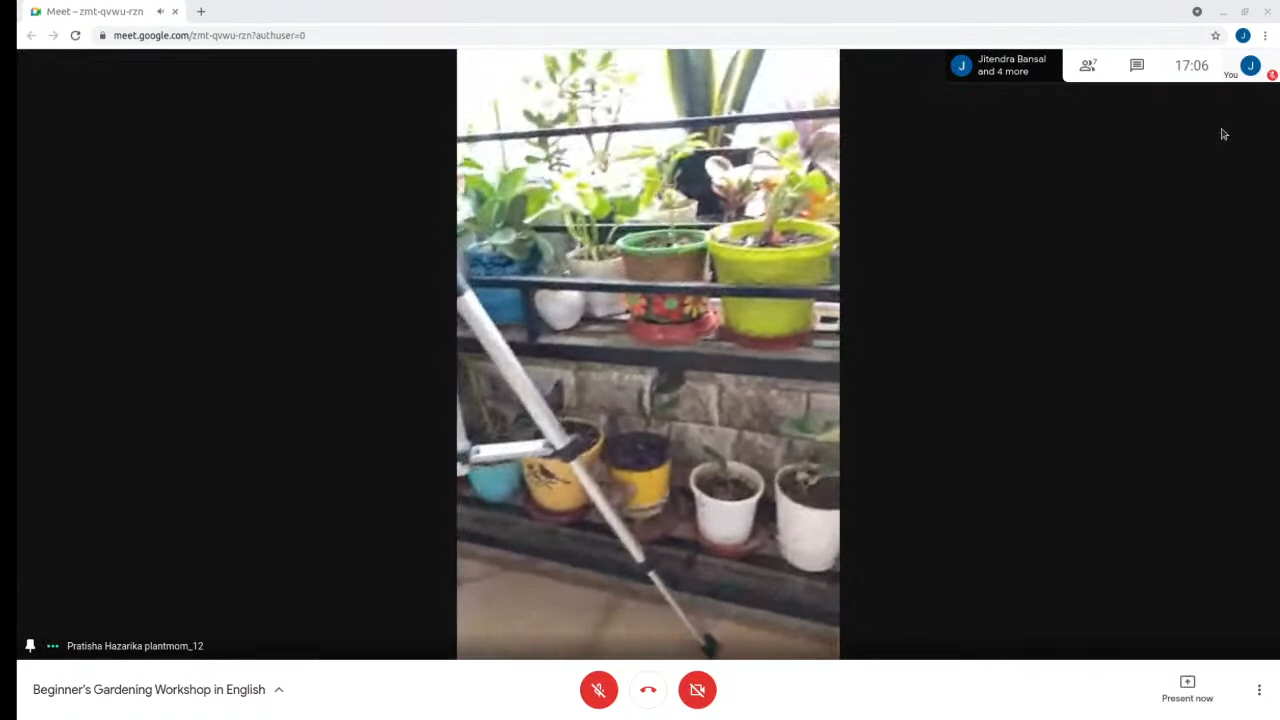 Meet – zmt-qvwu-rzn
meet.google.com/zmt-qvwu-rzn?authuser=0
J
J
Jitendra Bansal
and 4 more
7
17:06
You
J
Pratisha Hazarika plantmom_12
Beginner's Gardening Workshop in English
Present now